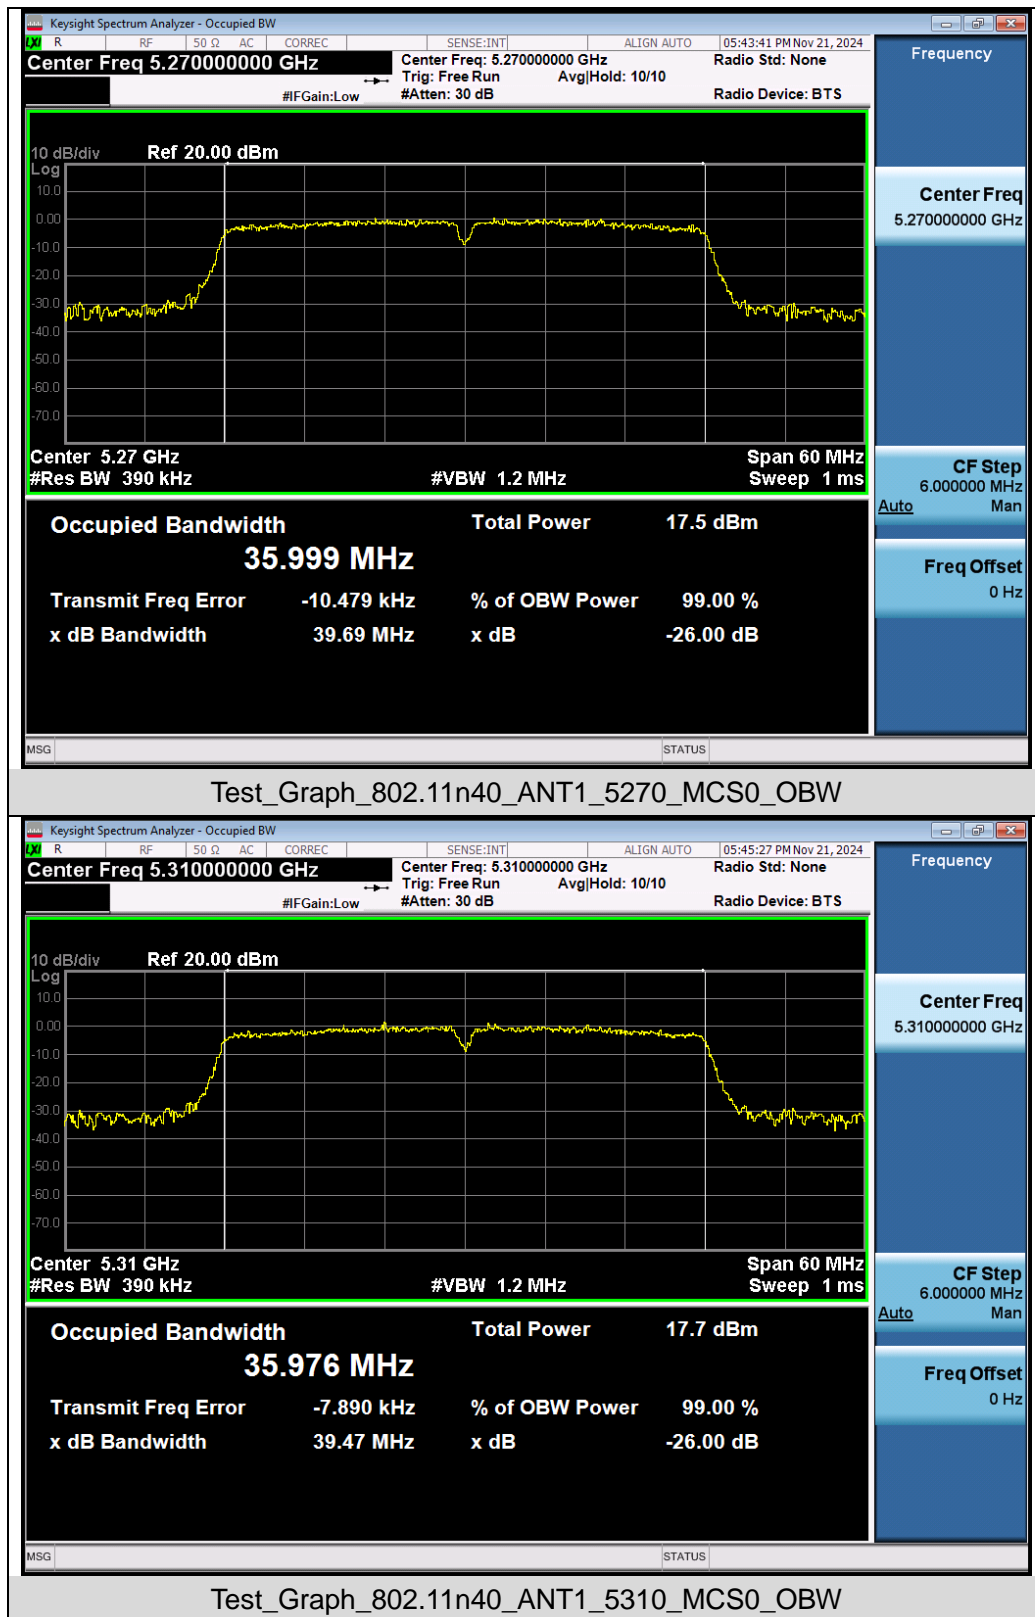 Keysight Spectrum Analyzer - Occupied BW
LXI R RF 50 Ω AC CORREC SENSE:INT ALIGN AUTO 05:43:41 PM Nov 21, 2024
Center Freq 5.270000000 GHz
Center Freq: 5.270000000 GHz Radio Std: None
Trig: Free Run Avg|Hold: 10/10
#IFGain:Low #Atten: 30 dB Radio Device: BTS
10 dB/div Ref 20.00 dBm
Log
10.0
0.00
-10.0
-20.0
-30.0
-40.0
-50.0
-60.0
-70.0
Center 5.27 GHz Span 60 MHz
#Res BW 390 kHz #VBW 1.2 MHz Sweep 1 ms
Occupied Bandwidth Total Power 17.5 dBm
35.999 MHz
Transmit Freq Error -10.479 kHz % of OBW Power 99.00 %
x dB Bandwidth 39.69 MHz x dB -26.00 dB
MSG STATUS
Frequency
Center Freq
5.270000000 GHz
CF Step
6.000000 MHz
Auto Man
Freq Offset
0 Hz
Test_Graph_802.11n40_ANT1_5270_MCS0_OBW
Keysight Spectrum Analyzer - Occupied BW
LXI R RF 50 Ω AC CORREC SENSE:INT ALIGN AUTO 05:45:27 PM Nov 21, 2024
Center Freq 5.310000000 GHz
Center Freq: 5.310000000 GHz Radio Std: None
Trig: Free Run Avg|Hold: 10/10
#IFGain:Low #Atten: 30 dB Radio Device: BTS
10 dB/div Ref 20.00 dBm
Log
10.0
0.00
-10.0
-20.0
-30.0
-40.0
-50.0
-60.0
-70.0
Center 5.31 GHz Span 60 MHz
#Res BW 390 kHz #VBW 1.2 MHz Sweep 1 ms
Occupied Bandwidth Total Power 17.7 dBm
35.976 MHz
Transmit Freq Error -7.890 kHz % of OBW Power 99.00 %
x dB Bandwidth 39.47 MHz x dB -26.00 dB
MSG STATUS
Frequency
Center Freq
5.310000000 GHz
CF Step
6.000000 MHz
Auto Man
Freq Offset
0 Hz
Test_Graph_802.11n40_ANT1_5310_MCS0_OBW